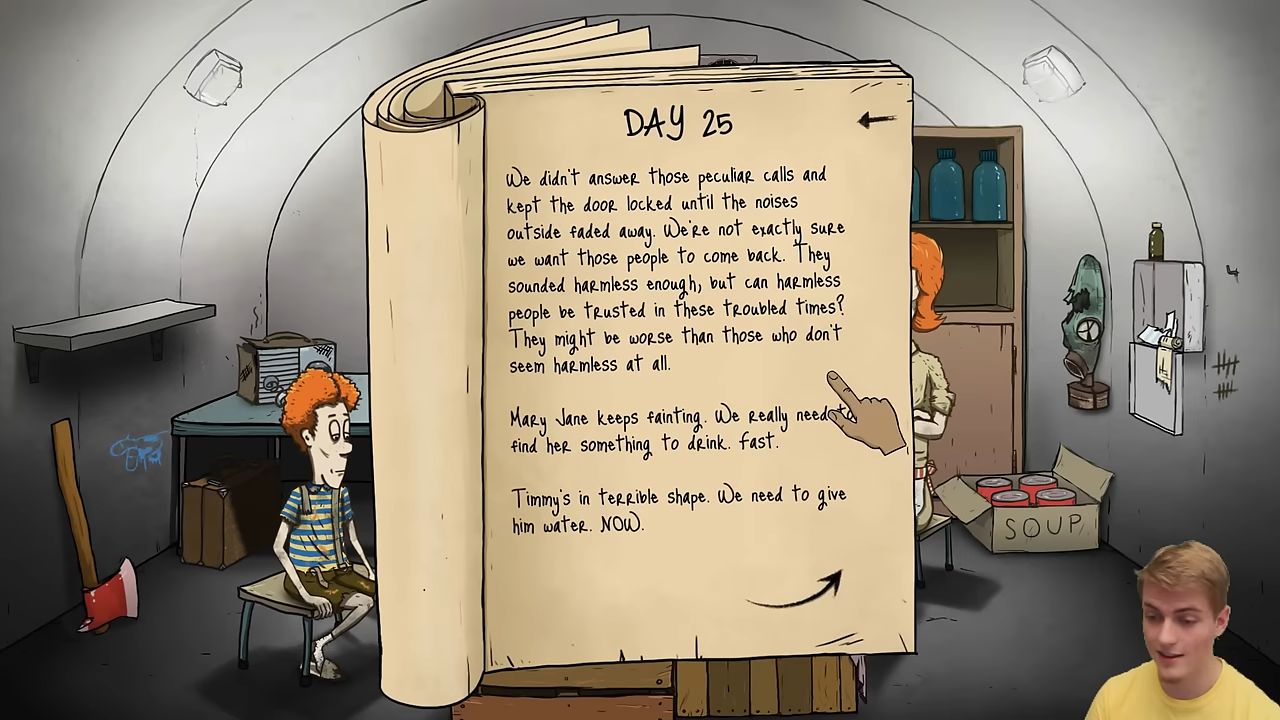 DAY 25
We didn't answer those peculiar calls and
kept the door locked until the noises
outside faded away. We're not exactly sure
we want those people to come back. They
sounded harmless enough, but can harmless
people be trusted in these troubled times?
They might be worse than those who don't
seem harmless at all.
Mary Jane keeps fainting. We really need to
find her something to drink. Fast.
Timmy's in terrible shape. We need to give
him water. NOW.
SOUP